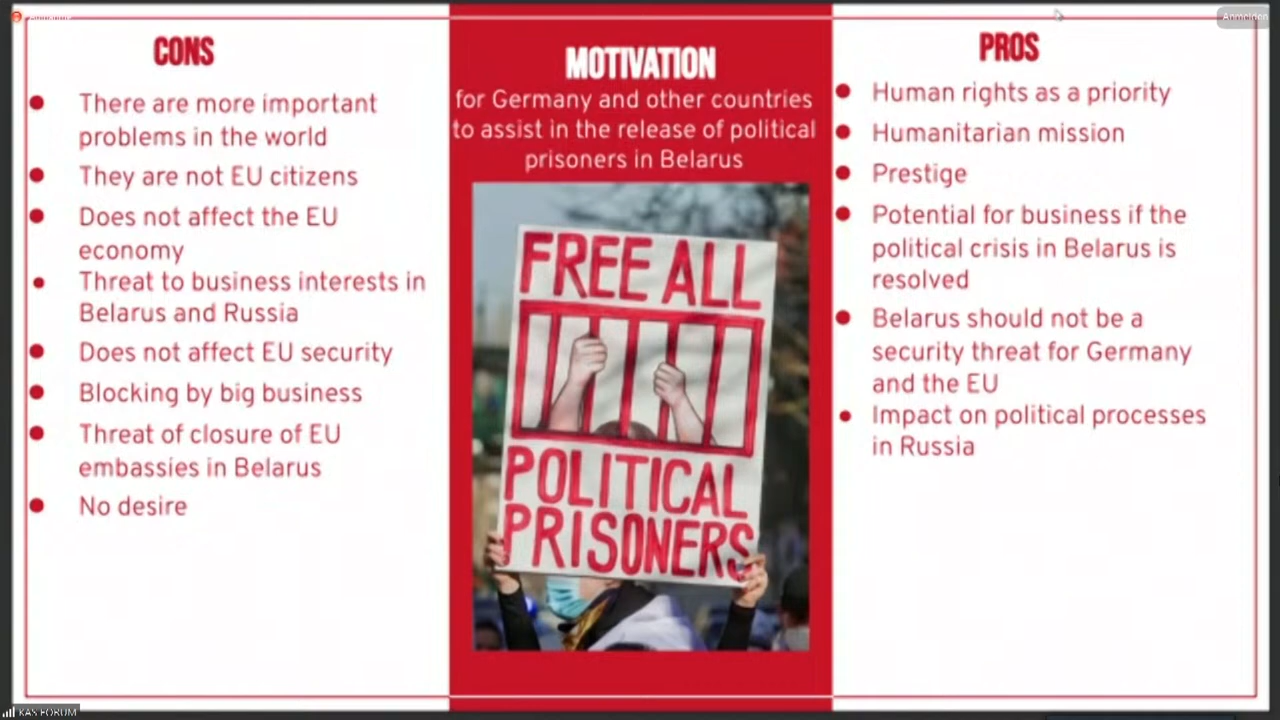 Anmelden
CONS
There are more important
problems in the world
They are not EU citizens
Does not affect the EU
economy
Threat to business interests in
Belarus and Russia
Does not affect EU security
Blocking by big business
Threat of closure of EU
embassies in Belarus
No desire
MOTIVATION
for Germany and other countries
to assist in the release of political
prisoners in Belarus
FREE ALL
POLITICAL
PRISONERS
PROS
Human rights as a priority
Humanitarian mission
Prestige
Potential for business if the
political crisis in Belarus is
resolved
Belarus should not be a
security threat for Germany
and the EU
Impact on political processes
in Russia
KAS FORUM